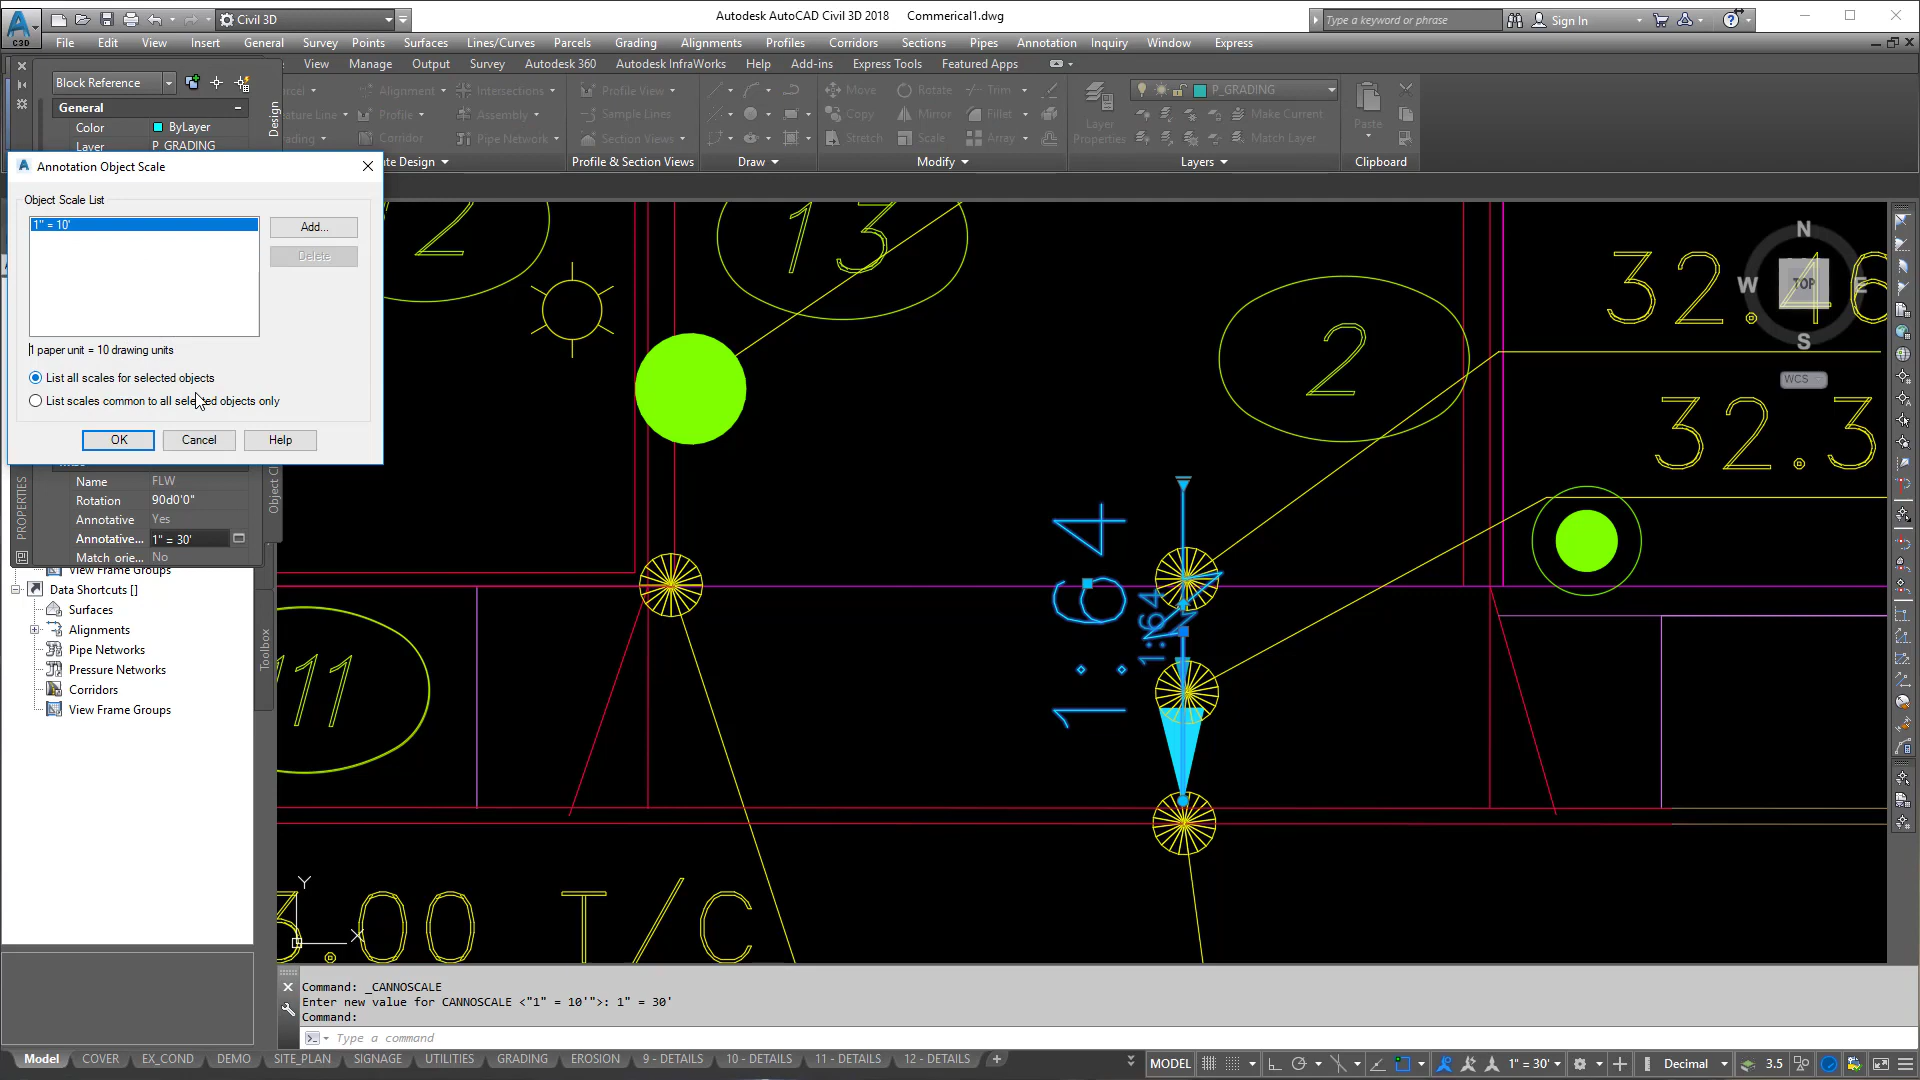 C3D
Civil 3D
Autodesk AutoCAD Civil 3D 2018 Commerical1.dwg
Type a keyword or phrase
Sign In
File Edit View Insert General Survey Points Surfaces Lines/Curves Parcels Grading Alignments Profiles Corridors Sections Pipes Annotation Inquiry Window Express
View Manage Output Survey Autodesk 360 Autodesk InfraWorks Help Add-ins Express Tools Featured Apps
Block Reference
General
Color ByLayer
Layer P_GRADING
Design
Alignment Intersections Profile View Move Rotate Trim P_GRADING
Profile Assembly Sample Lines Copy Mirror Fillet Make Current
Corridor Pipe Network Section Views Stretch Scale Array Match Layer
Layer Properties
Paste
Profile & Section Views Draw Modify Layers Clipboard
Annotation Object Scale
Object Scale List
1" = 10'
Add...
Delete
1 paper unit = 10 drawing units
List all scales for selected objects
List scales common to all selected objects only
OK Cancel Help
Name FLW
Rotation 90d0'0"
Annotative Yes
Annotative... 1" = 30'
Match orie... No
PROPERTIES
View Frame Groups
Data Shortcuts []
Surfaces
Alignments
Pipe Networks
Pressure Networks
Corridors
View Frame Groups
Toolbox
2
13
2
32.46
32.3
N
W TOP E
S
WCS
1:64
1:64
11
3.00 T/C
Y
X
Command: _CANNOSCALE
Enter new value for CANNOSCALE <"1" = 10'">: 1" = 30'
Command:
Type a command
Model COVER EX_COND DEMO SITE_PLAN SIGNAGE UTILITIES GRADING EROSION 9 - DETAILS 10 - DETAILS 11 - DETAILS 12 - DETAILS
MODEL 1" = 30' Decimal 3.5